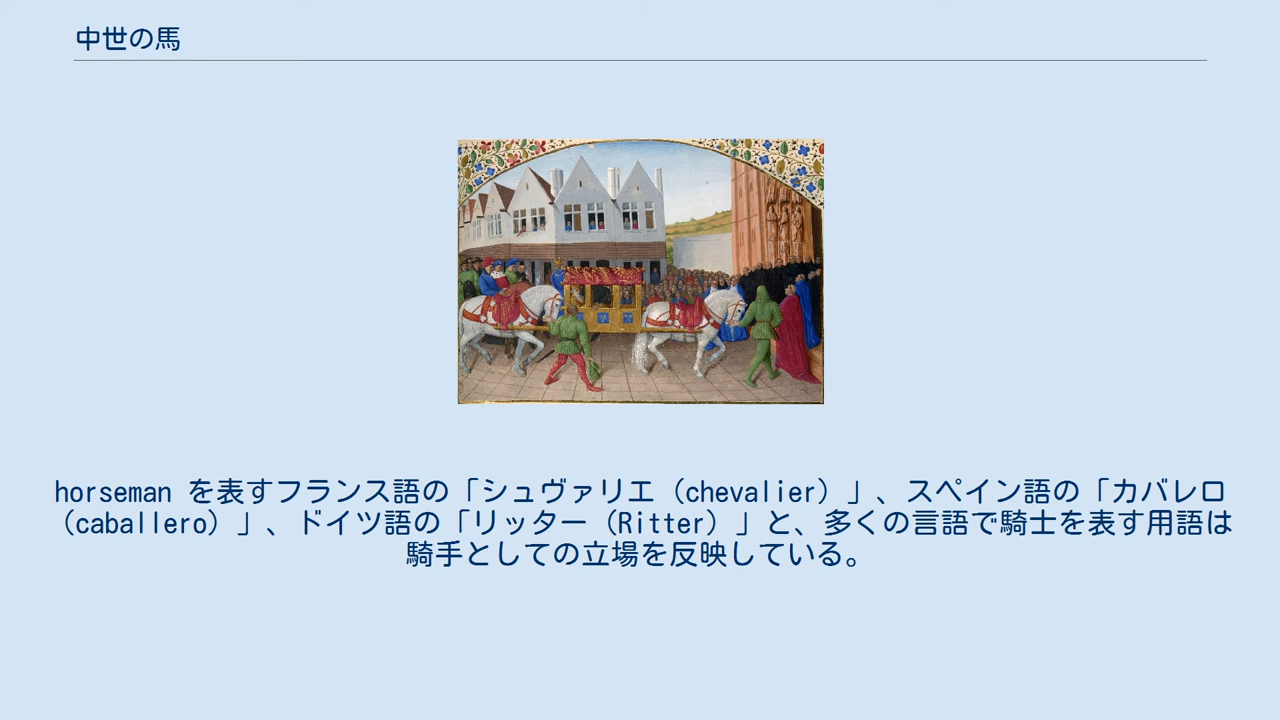 中世の馬
horseman を表すフランス語の「シュヴァリエ（chevalier）」、スペイン語の「カバレロ
（caballero）」、ドイツ語の「リッター（Ritter）」と、多くの言語で騎士を表す用語は
騎手としての立場を反映している。